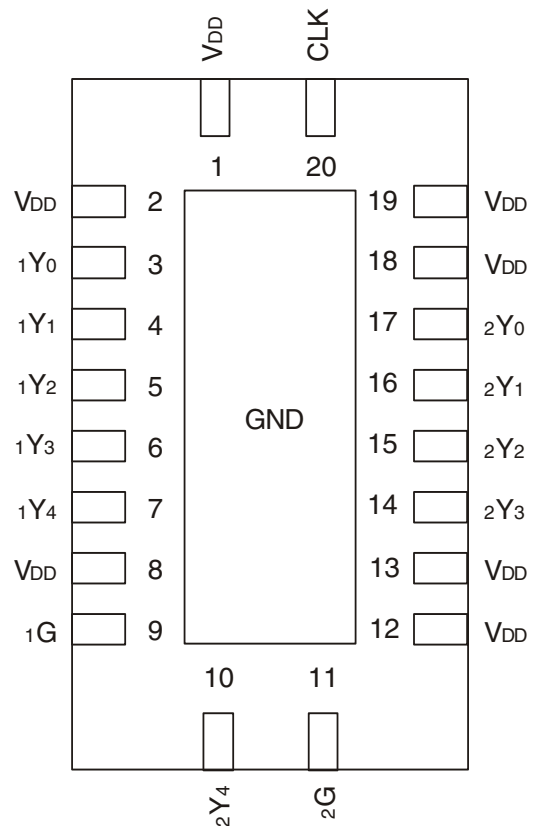 VDD CLK
1 20
VDD 2 19 VDD
1Y0 3 18 VDD
1Y1 4 17 2Y0
1Y2 5 16 2Y1
GND
1Y3 6 15 2Y2
1Y4 7 14 2Y3
VDD 8 13 VDD
1G 9 12 VDD
10 11
2Y4 2G